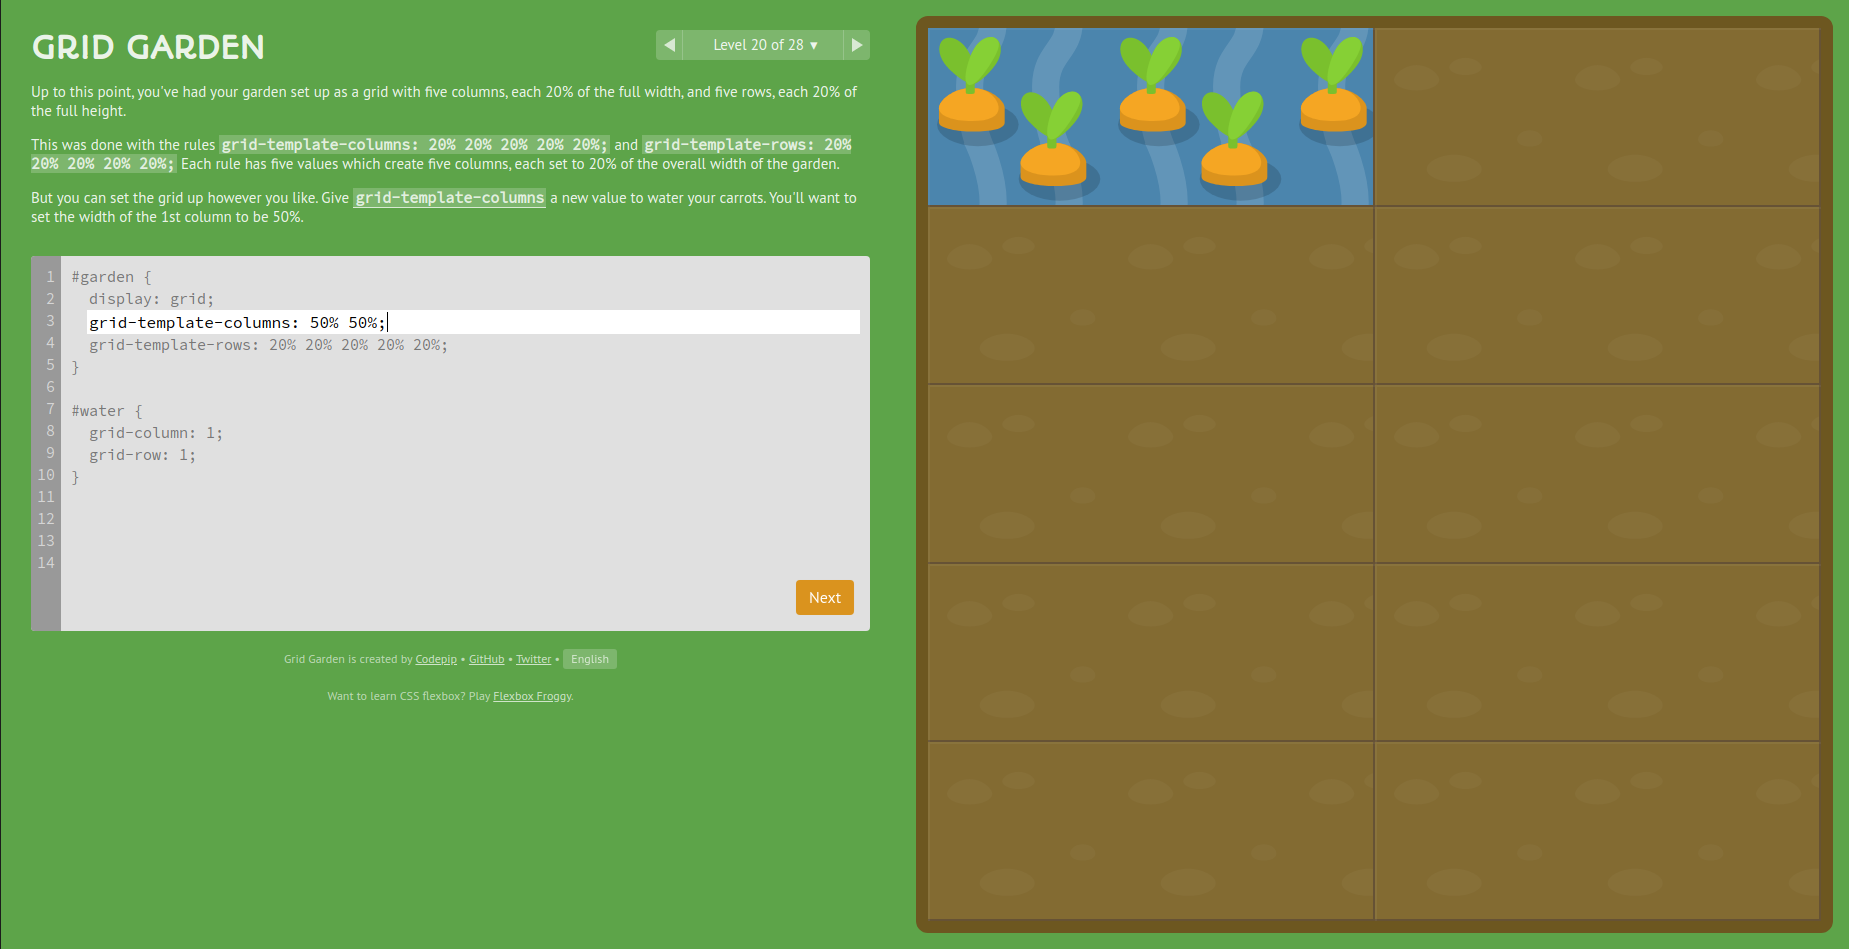 GRID GARDEN
◀ Level 20 of 28 ▾ ▶
Up to this point, you've had your garden set up as a grid with five columns, each 20% of the full width, and five rows, each 20% of
the full height.
This was done with the rules grid-template-columns: 20% 20% 20% 20% 20%; and grid-template-rows: 20%
20% 20% 20% 20%; Each rule has five values which create five columns, each set to 20% of the overall width of the garden.
But you can set the grid up however you like. Give grid-template-columns a new value to water your carrots. You'll want to
set the width of the 1st column to be 50%.
1 #garden {
2 display: grid;
3 grid-template-columns: 50% 50%;
4 grid-template-rows: 20% 20% 20% 20% 20%;
5 }
6
7 #water {
8 grid-column: 1;
9 grid-row: 1;
10 }
11
12
13
14
Next
Grid Garden is created by Codepip • GitHub • Twitter • English
Want to learn CSS flexbox? Play Flexbox Froggy.